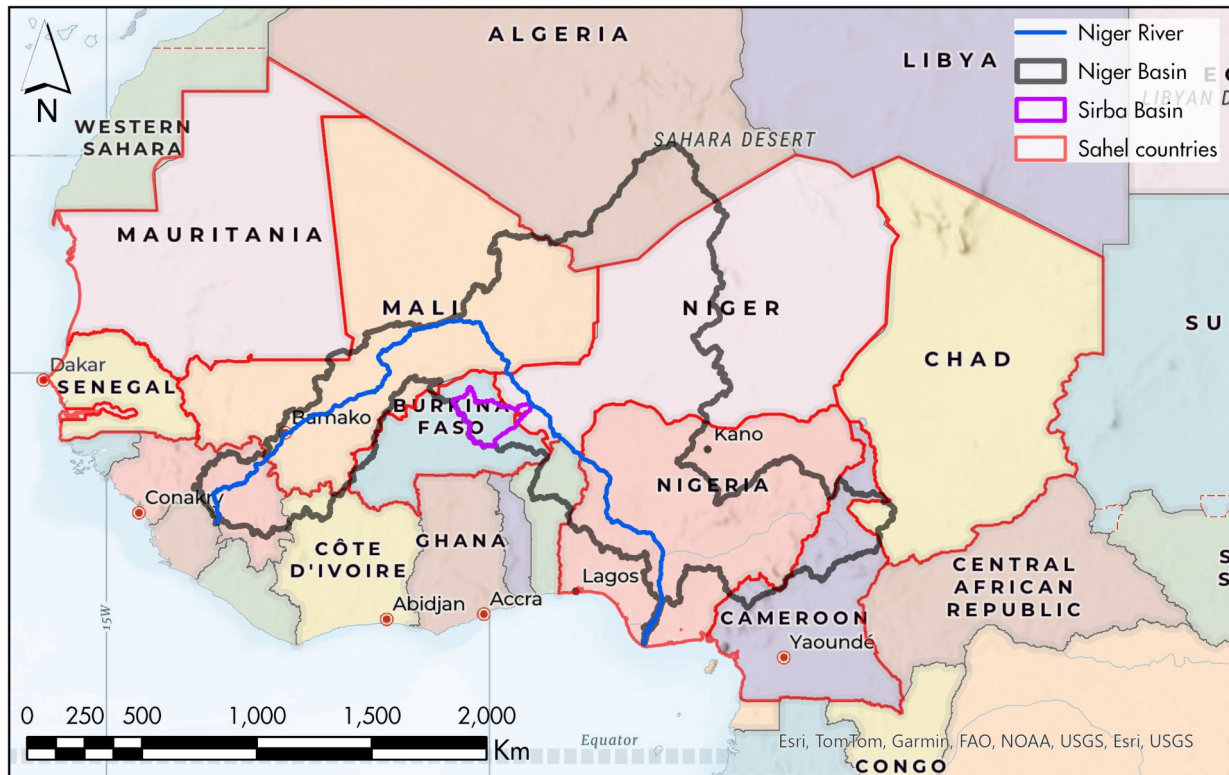 ALGERIA
LIBYA
Niger River
Niger Basin
Sirba Basin
Sahel countries
LIBYAN D
N
WESTERN
SAHARA
SAHARA DESERT
MAURITANIA
MALI
NIGER
SU
CHAD
Dakar
SENEGAL
BURKINA
FASO
Bamako
Kano
NIGERIA
Conakry
GHANA
CÔTE
D'IVOIRE
CENTRAL
AFRICAN
REPUBLIC
Lagos
Abidjan
Accra
CAMEROON
Yaoundé
15W
0 250 500 1,000 1,500 2,000
Km
Equator
Esri, TomTom, Garmin, FAO, NOAA, USGS, Esri, USGS
CONGO